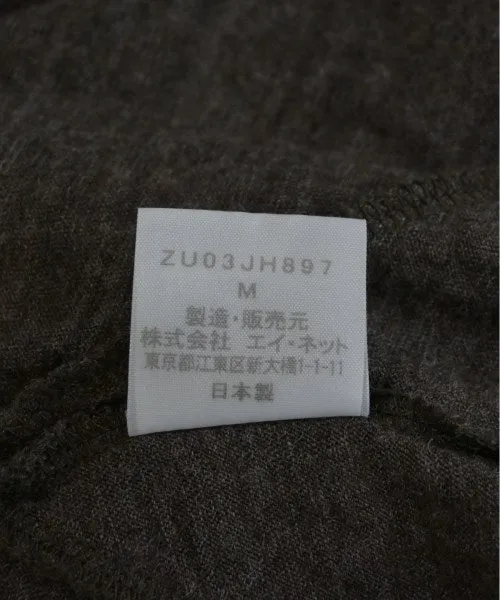 ZU03JH897
M
製造・販売元
株式会社 エイ・ネット
東京都江東区新大橋1-1-11
日本製